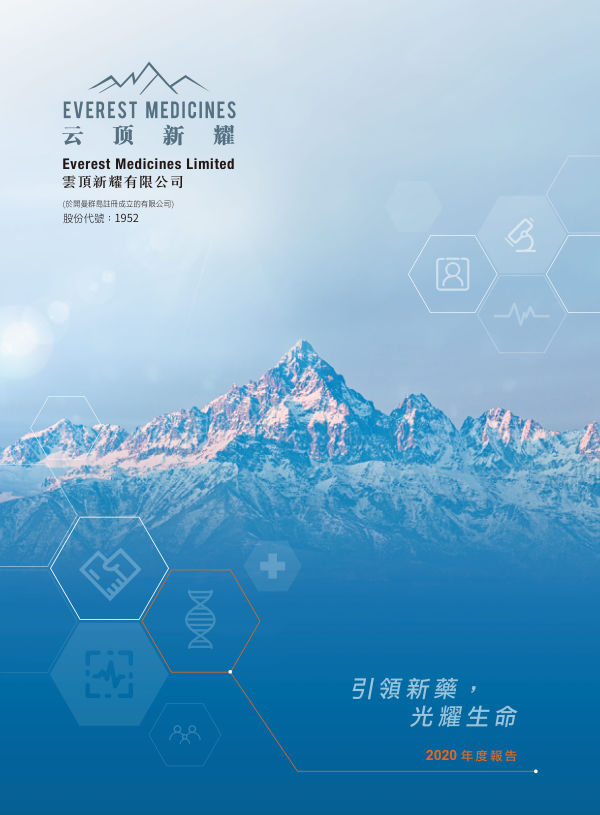 EVEREST MEDICINES
云顶新耀
Everest Medicines Limited
雲頂新耀有限公司
(於開曼群島註冊成立的有限公司)
股份代號：1952
引領新藥，
光耀生命
2020 年度報告